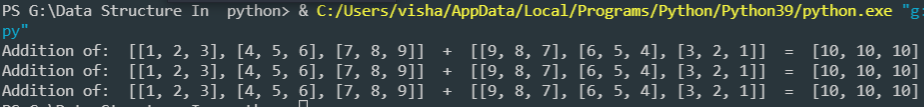 PS G:\Data Structure In  python> & C:/Users/visha/AppData/Local/Programs/Python/Python39/python.exe "g:
py"
Addition of:  [[1, 2, 3], [4, 5, 6], [7, 8, 9]]  +  [[9, 8, 7], [6, 5, 4], [3, 2, 1]]  =  [10, 10, 10]
Addition of:  [[1, 2, 3], [4, 5, 6], [7, 8, 9]]  +  [[9, 8, 7], [6, 5, 4], [3, 2, 1]]  =  [10, 10, 10]
Addition of:  [[1, 2, 3], [4, 5, 6], [7, 8, 9]]  +  [[9, 8, 7], [6, 5, 4], [3, 2, 1]]  =  [10, 10, 10]